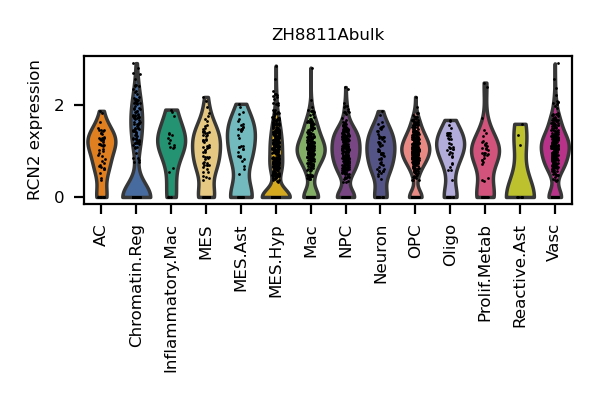 ZH8811Abulk
RCN2 expression
2
0
AC
Chromatin.Reg
Inflammatory.Mac
MES
MES.Ast
MES.Hyp
Mac
NPC
Neuron
OPC
Oligo
Prolif.Metab
Reactive.Ast
Vasc